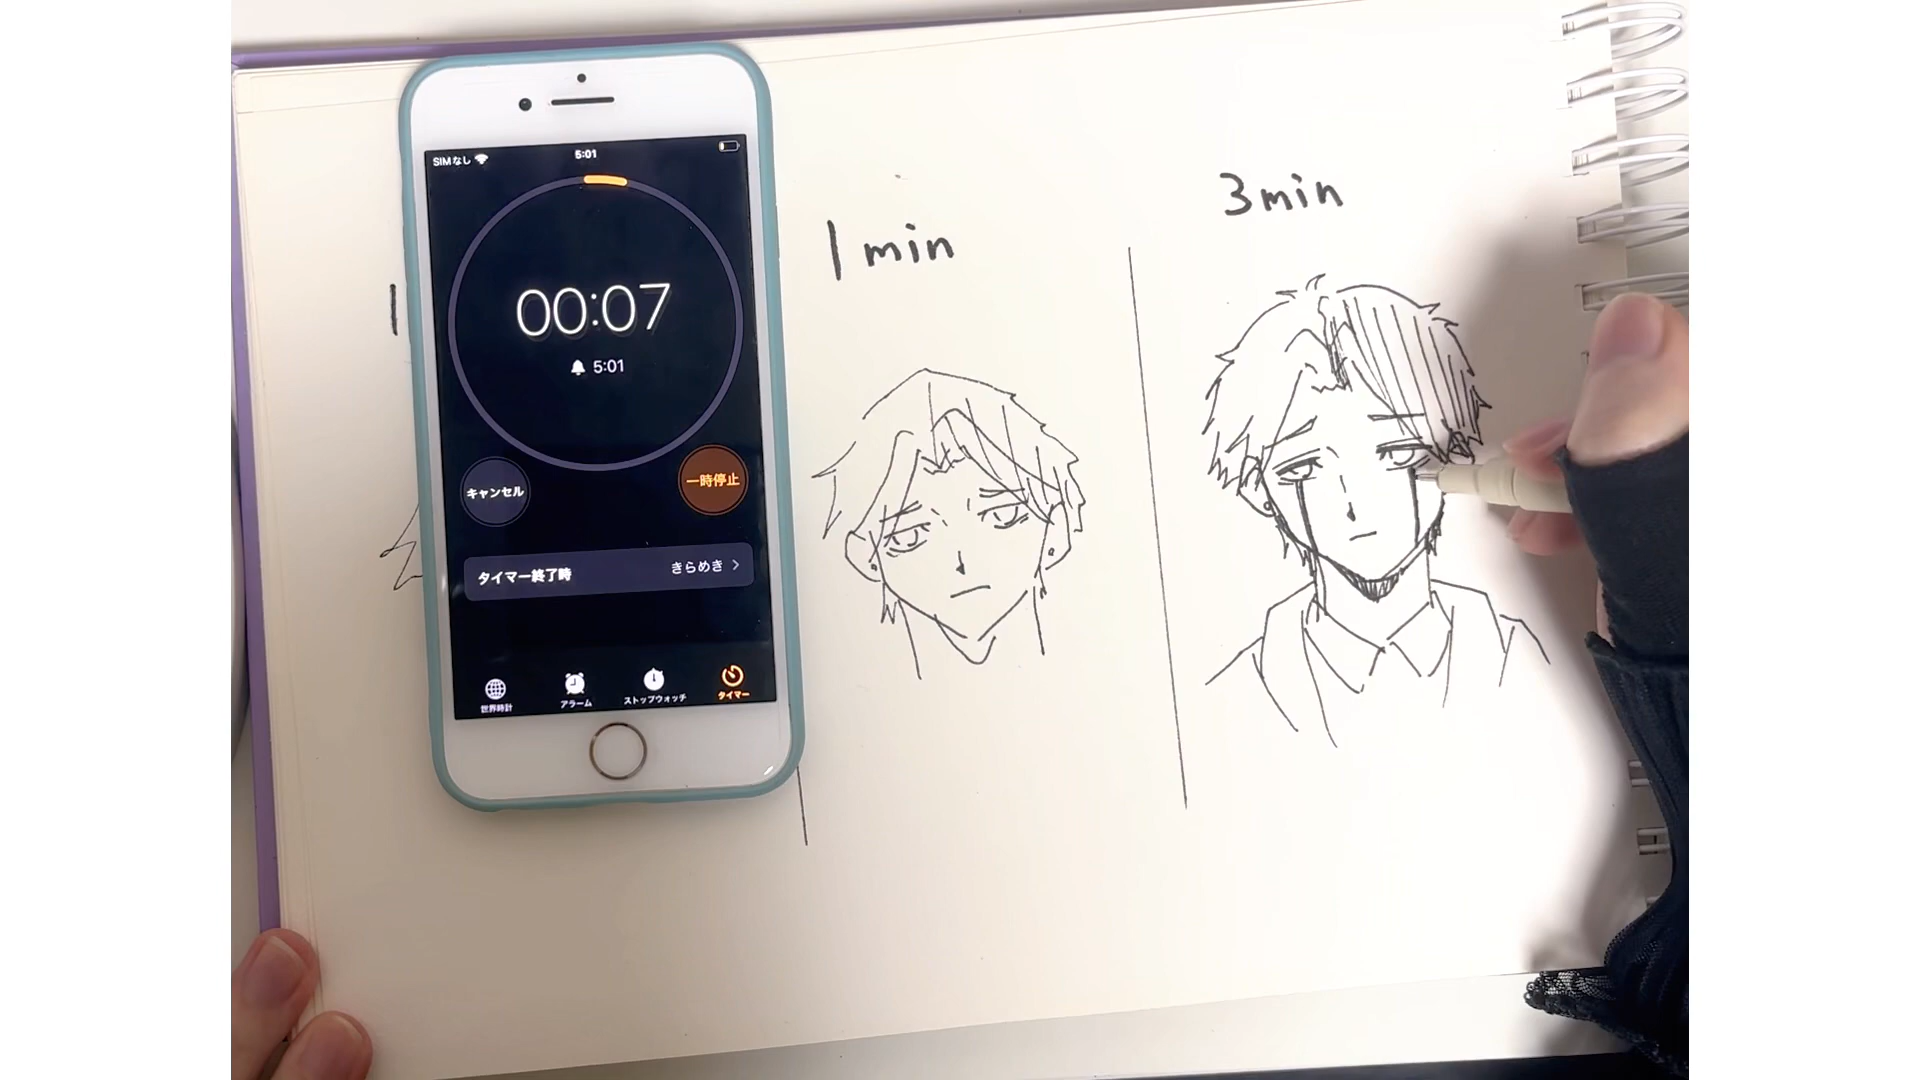 SIMなし
5:01
00:07
5:01
キャンセル
一時停止
タイマー終了時
きらめき
世界時計
アラーム
ストップウォッチ
タイマー
1
1 min
3 min